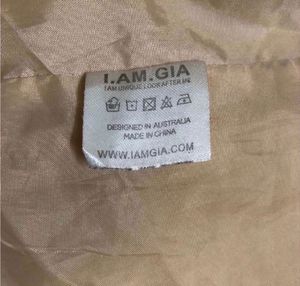 I.AM.GIA
I AM UNIQUE LOOK AFTER ME
DESIGNED IN AUSTRALIA
MADE IN CHINA
WWW.IAMGIA.COM